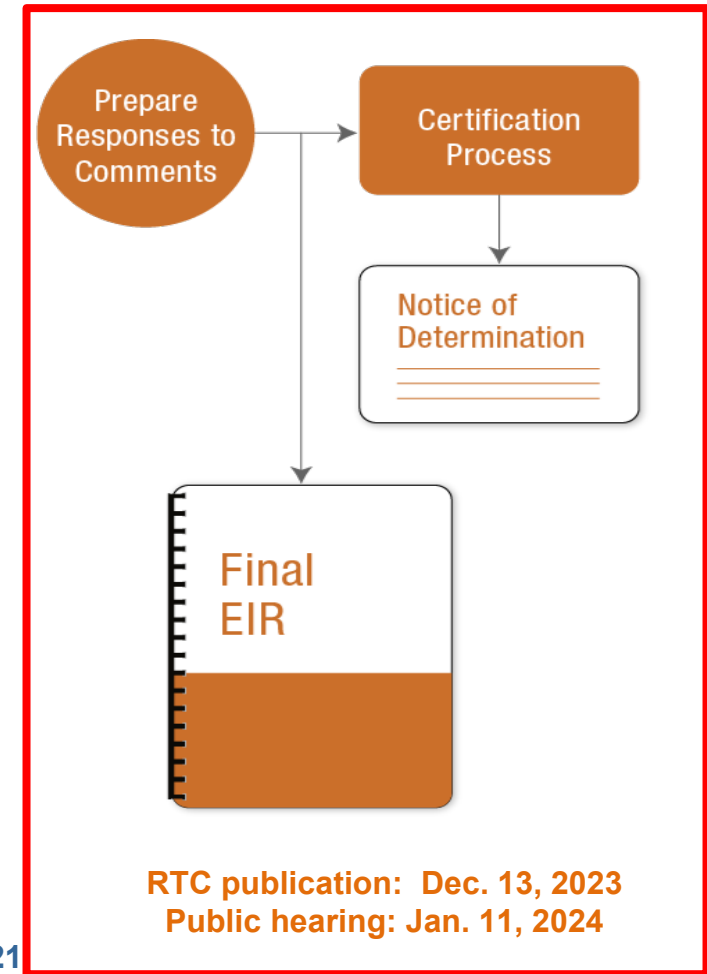 Prepare
Responses to
Comments
Certification
Process
Notice of
Determination
Final
EIR
RTC publication: Dec. 13, 2023
Public hearing: Jan. 11, 2024
21